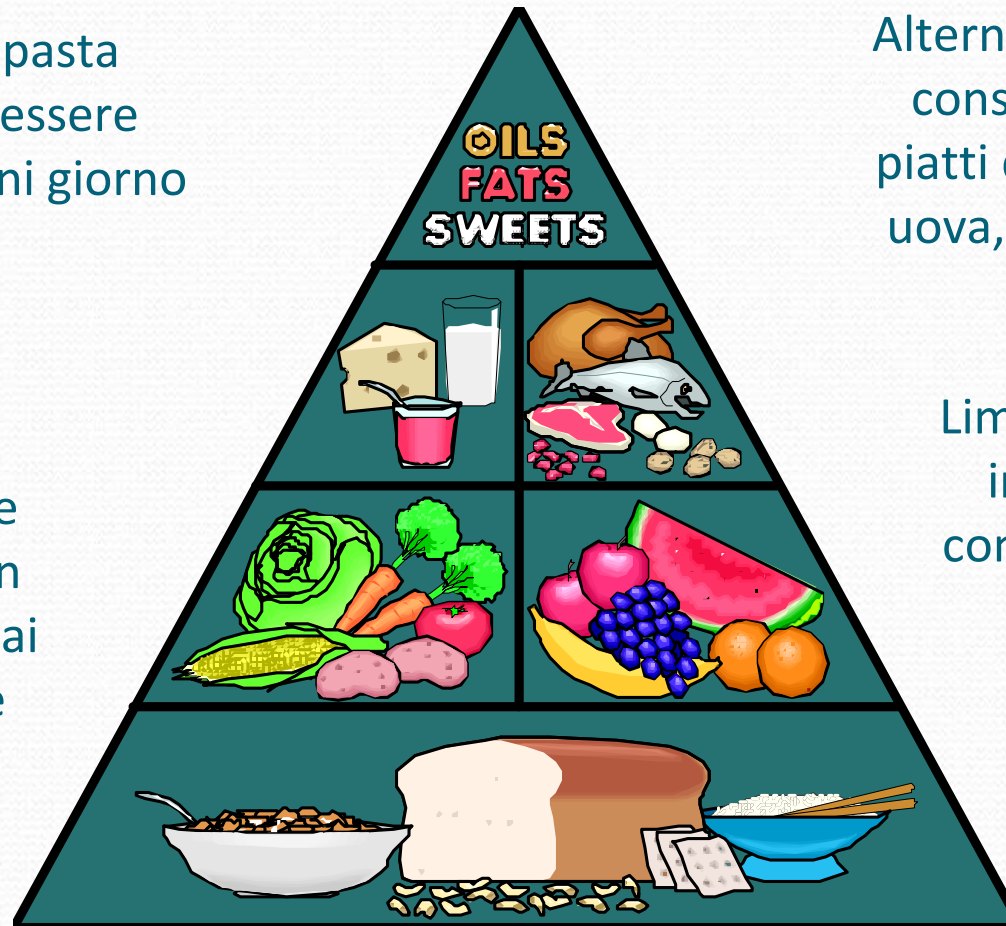 pasta
essere
ni giorno
e
n
ai
e
OILS
FATS
SWEETS
Altern
cons
piatti
uova,
Lim
in
con